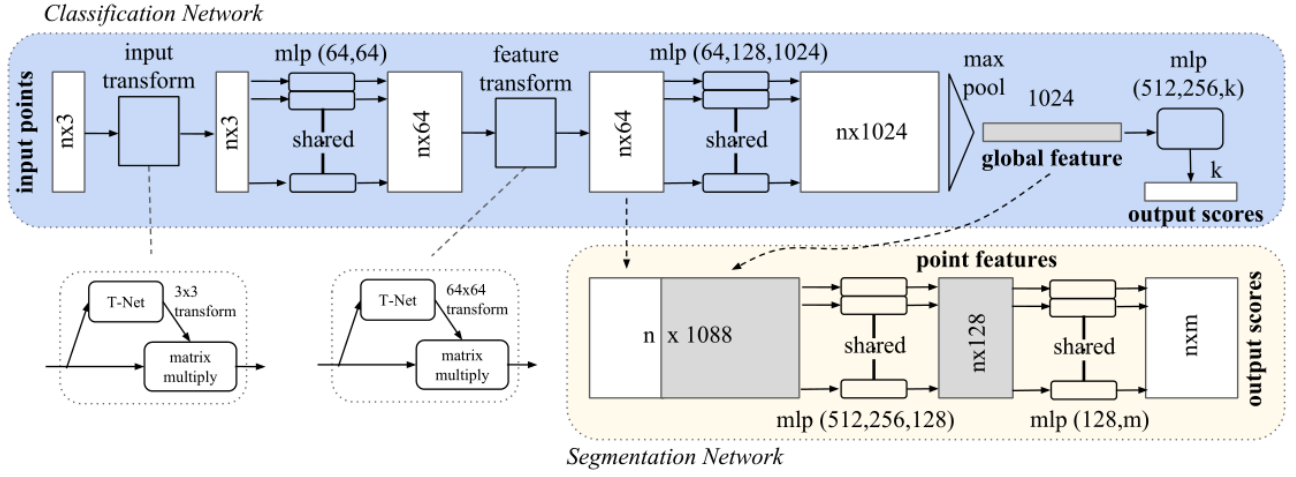 Classification Network
input points
nx3
input
transform
nx3
mlp (64,64)
shared
nx64
feature
transform
nx64
mlp (64,128,1024)
shared
nx1024
max
pool
1024
global feature
mlp
(512,256,k)
k
output scores
T-Net
3x3
transform
matrix
multiply
T-Net
64x64
transform
matrix
multiply
point features
n x 1088
shared
mlp (512,256,128)
nx128
shared
mlp (128,m)
nxm
output scores
Segmentation Network